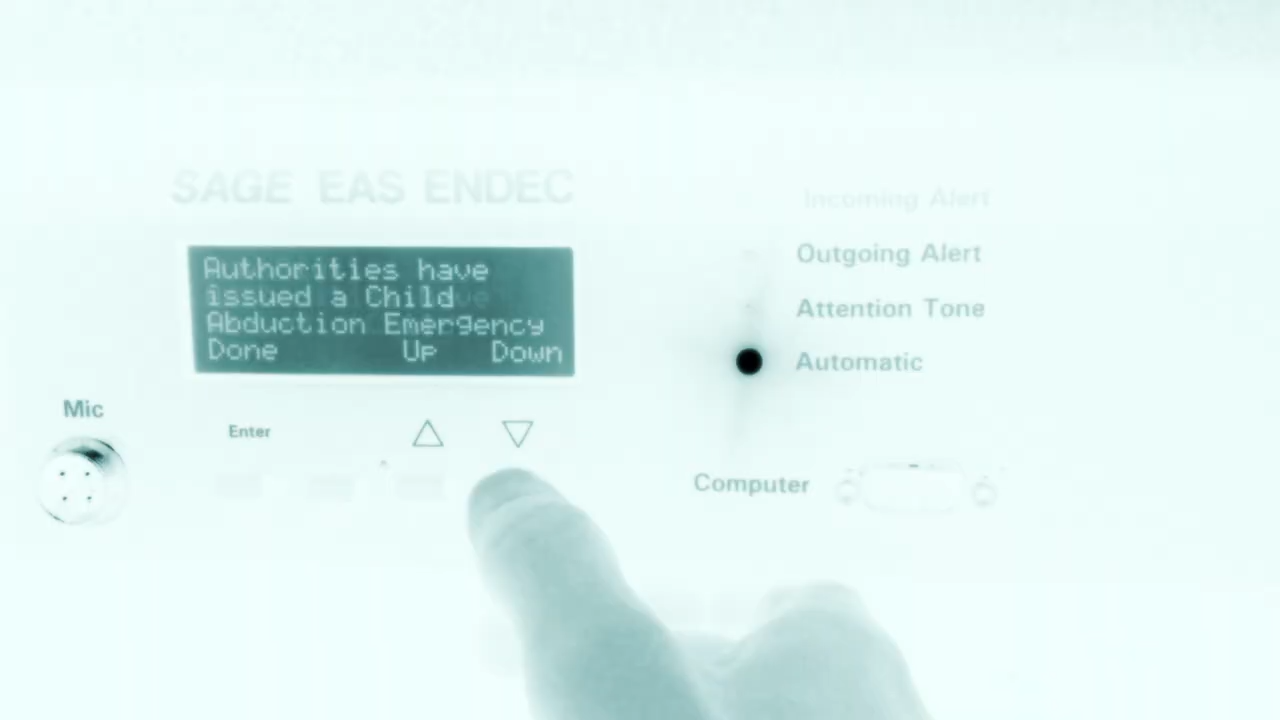 SAGE EAS ENDEC
Authorities have
issued a Child
Abduction Emergency
Done Up Down
Mic
Enter
Incoming Alert
Outgoing Alert
Attention Tone
Automatic
Computer